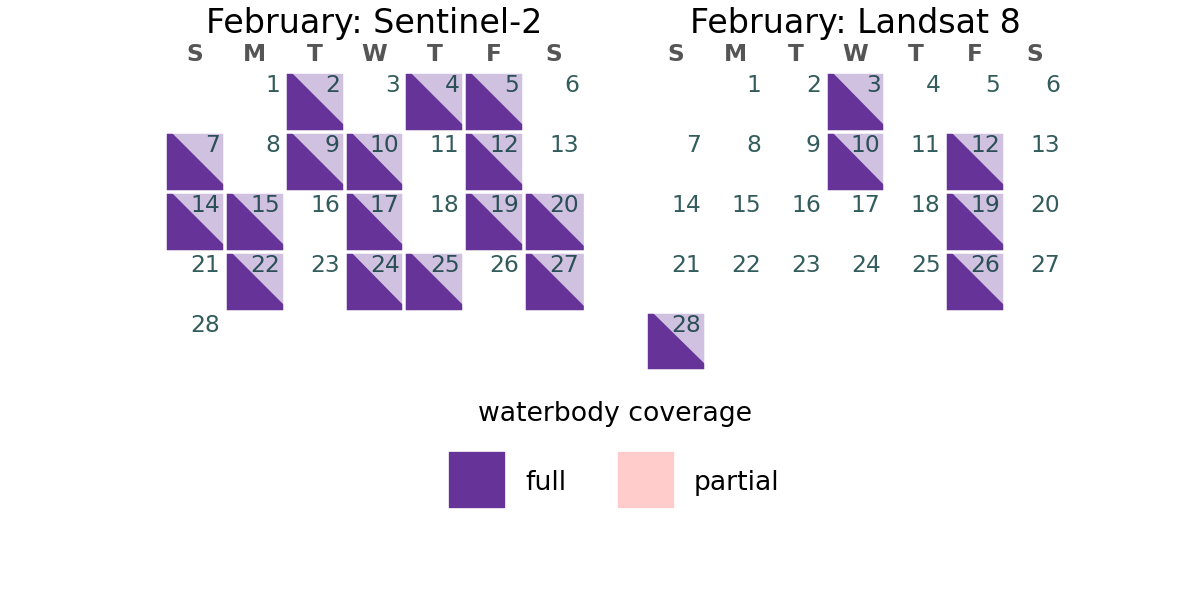 February: Sentinel-2
S M T W T F S
1 2 3 4 5 6
7 8 9 10 11 12 13
14 15 16 17 18 19 20
21 22 23 24 25 26 27
28
February: Landsat 8
S M T W T F S
1 2 3 4 5 6
7 8 9 10 11 12 13
14 15 16 17 18 19 20
21 22 23 24 25 26 27
28
waterbody coverage
full partial